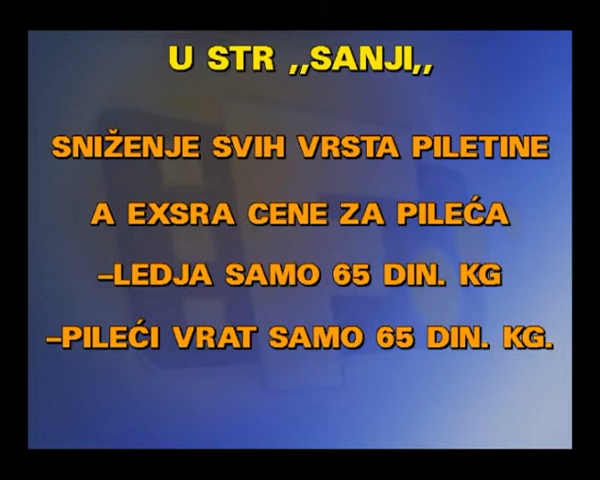 U STR ,,SANJI,,
SNIŽENJE SVIH VRSTA PILETINE
A EXSRA CENE ZA PILEĆA
–LEDJA SAMO 65 DIN. KG
–PILEĆI VRAT SAMO 65 DIN. KG.